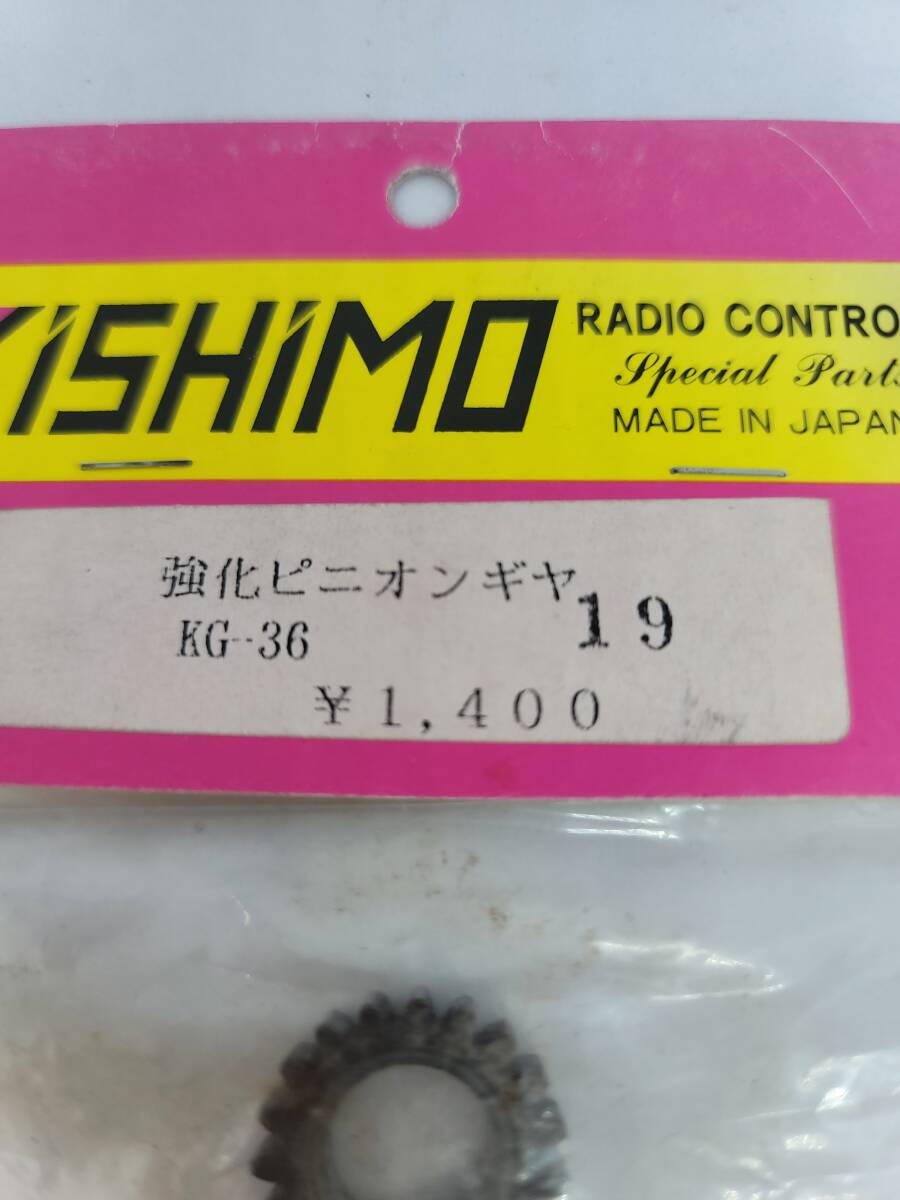 KISHIMO
RADIO CONTRO
Special Parts
MADE IN JAPAN
強化ピニオンギヤ 19
KG-36
¥1,400